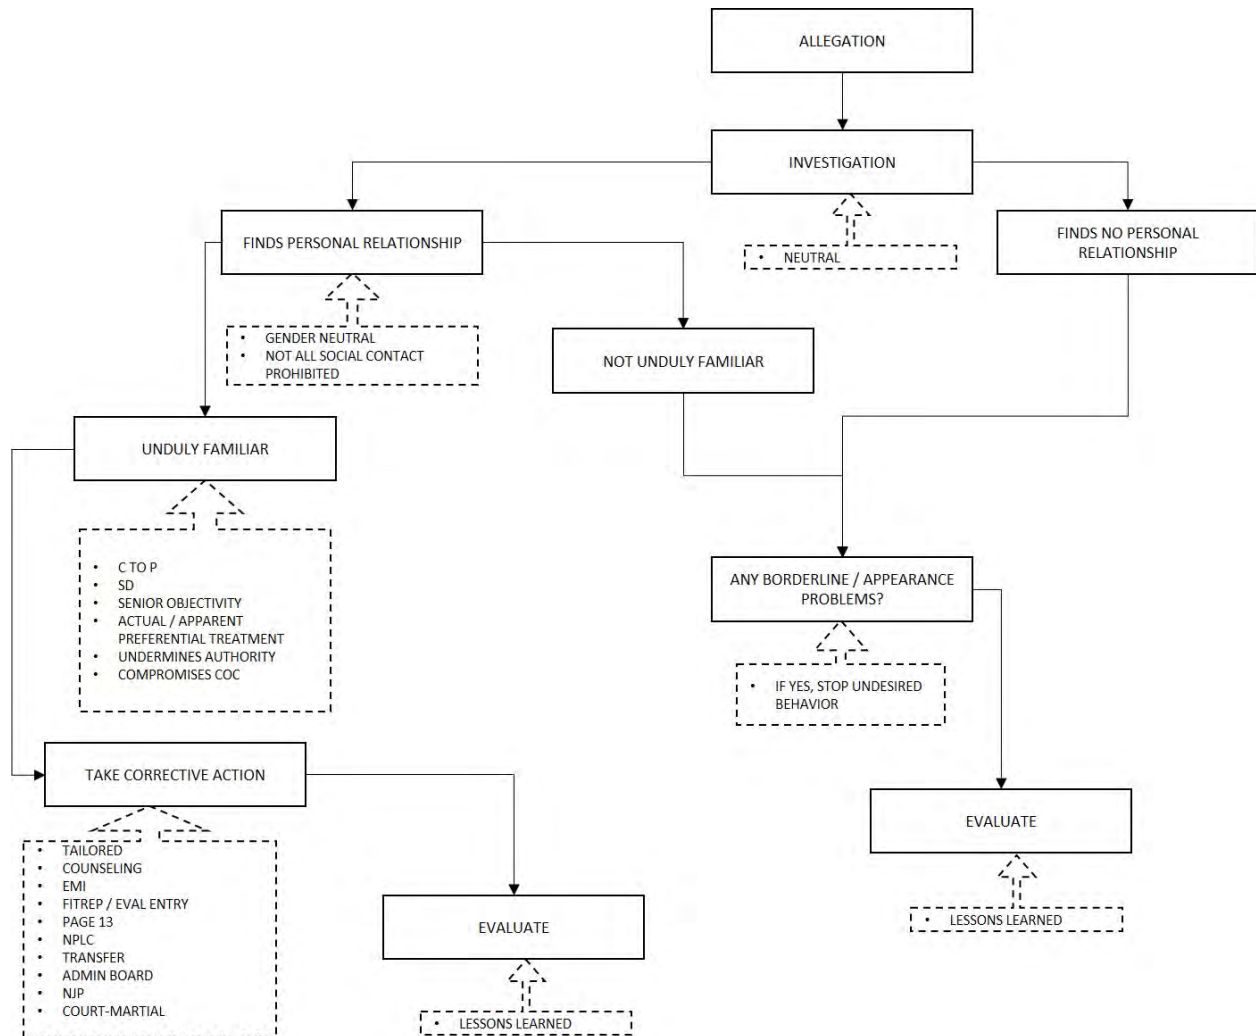 ALLEGATION
INVESTIGATION
• NEUTRAL
FINDS PERSONAL RELATIONSHIP
FINDS NO PERSONAL
RELATIONSHIP
• GENDER NEUTRAL
• NOT ALL SOCIAL CONTACT
PROHIBITED
NOT UNDULY FAMILIAR
UNDULY FAMILIAR
• C TO P
• SD
• SENIOR OBJECTIVITY
• ACTUAL / APPARENT
PREFERENTIAL TREATMENT
• UNDERMINES AUTHORITY
• COMPROMISES COC
ANY BORDERLINE / APPEARANCE
PROBLEMS?
• IF YES, STOP UNDESIRED
BEHAVIOR
TAKE CORRECTIVE ACTION
• TAILORED
• COUNSELING
• EMI
• FITREP / EVAL ENTRY
• PAGE 13
• NPLC
• TRANSFER
• ADMIN BOARD
• NJP
• COURT-MARTIAL
EVALUATE
• LESSONS LEARNED
EVALUATE
• LESSONS LEARNED